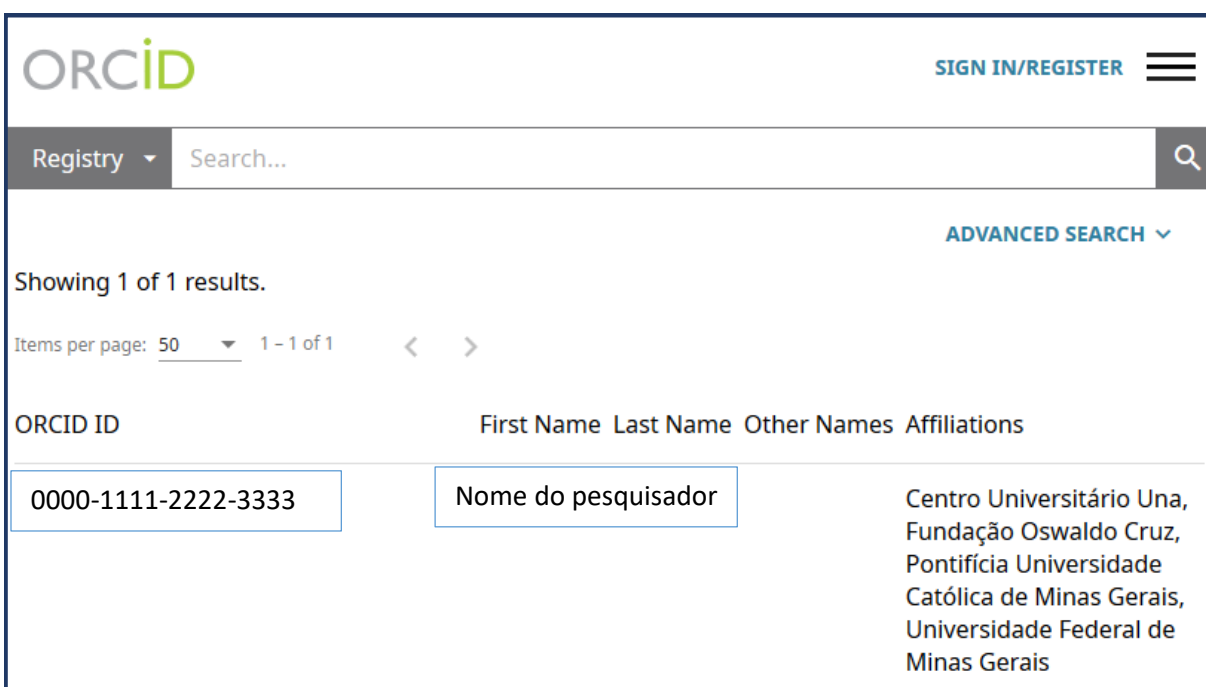 ORCID
SIGN IN/REGISTER
Registry
Search...
ADVANCED SEARCH
Showing 1 of 1 results.
Items per page: 50 1 – 1 of 1
ORCID ID First Name Last Name Other Names Affiliations
0000-1111-2222-3333
Nome do pesquisador
Centro Universitário Una,
Fundação Oswaldo Cruz,
Pontifícia Universidade
Católica de Minas Gerais,
Universidade Federal de
Minas Gerais